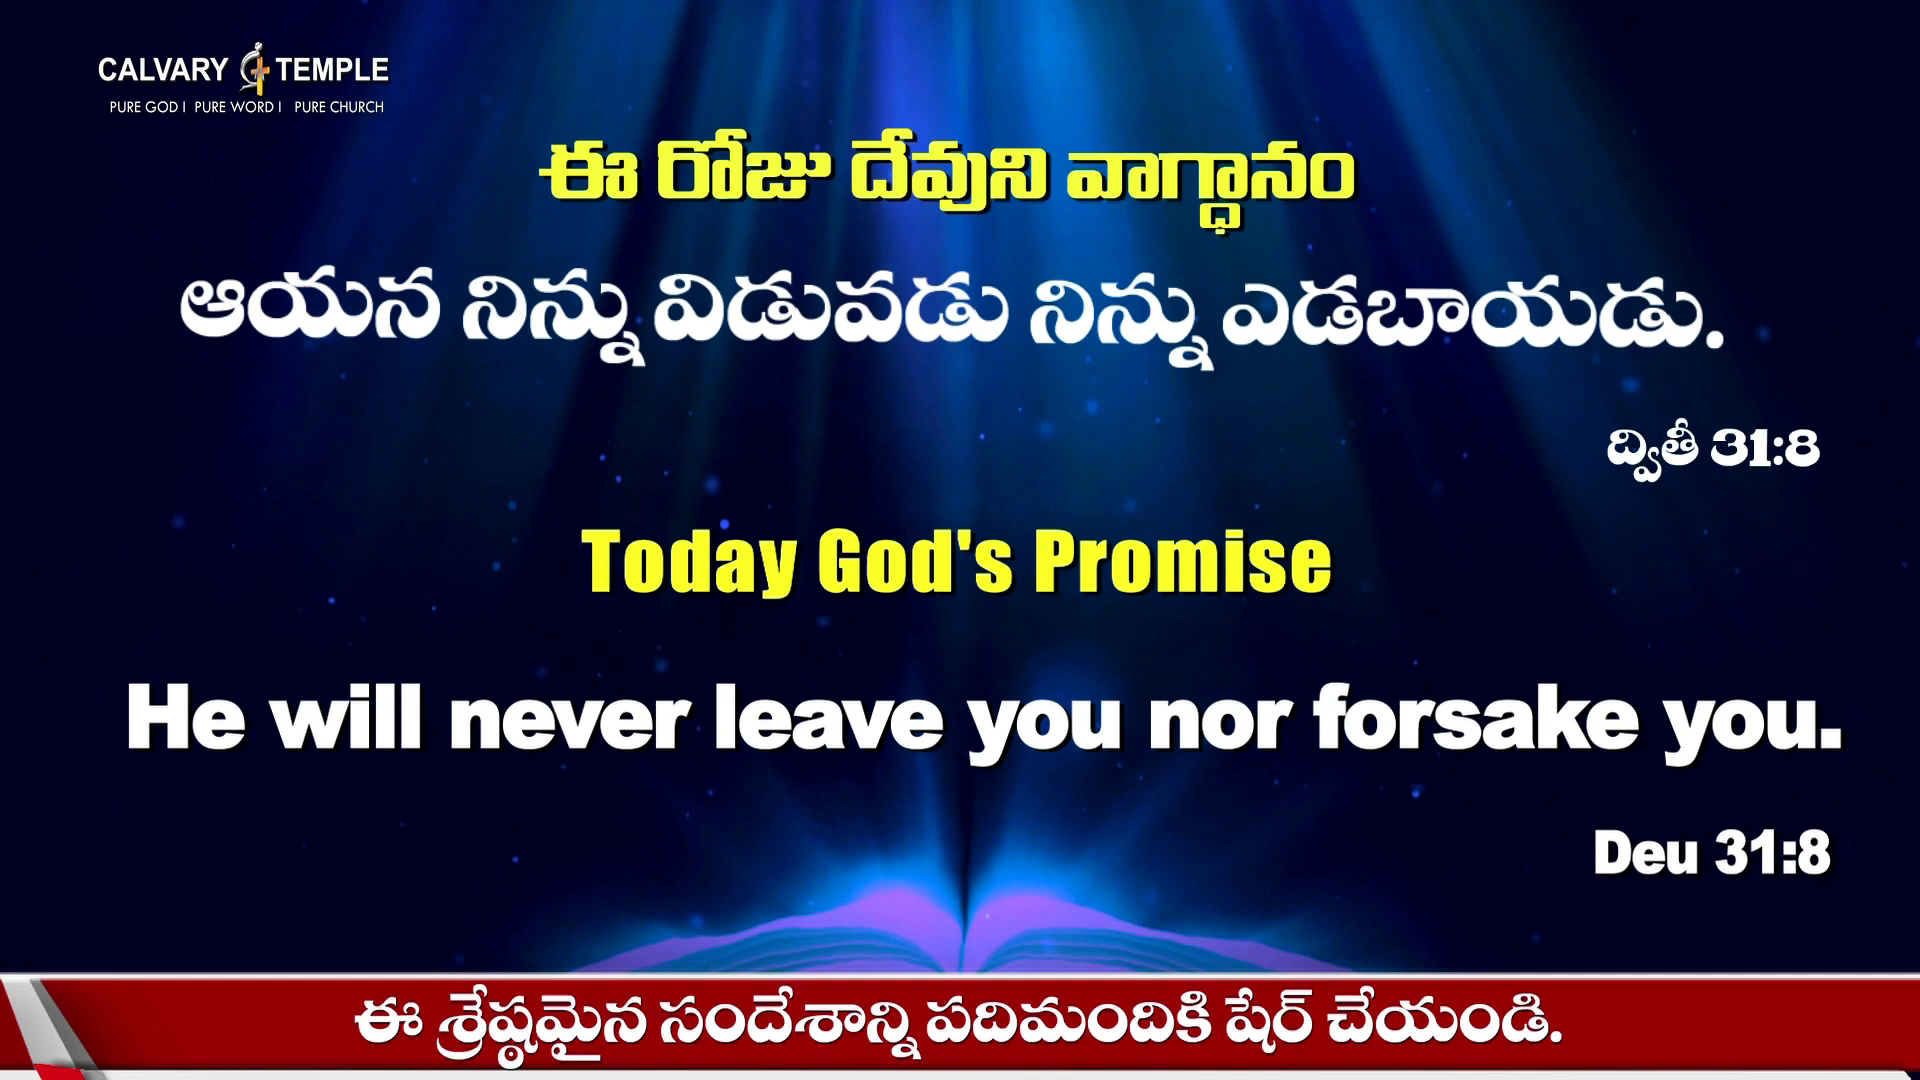 CALVARY TEMPLE
PURE GOD I PURE WORD I PURE CHURCH
ఈ రోజు దేవుని వాగ్ధానం
ఆయన నిన్ను విడువడు నిన్ను ఎడబాయడు.
ద్వితీ 31:8
Today God's Promise
He will never leave you nor forsake you.
Deu 31:8
ఈ శ్రేష్ఠమైన సందేశాన్ని పదిమందికి షేర్ చేయండి.